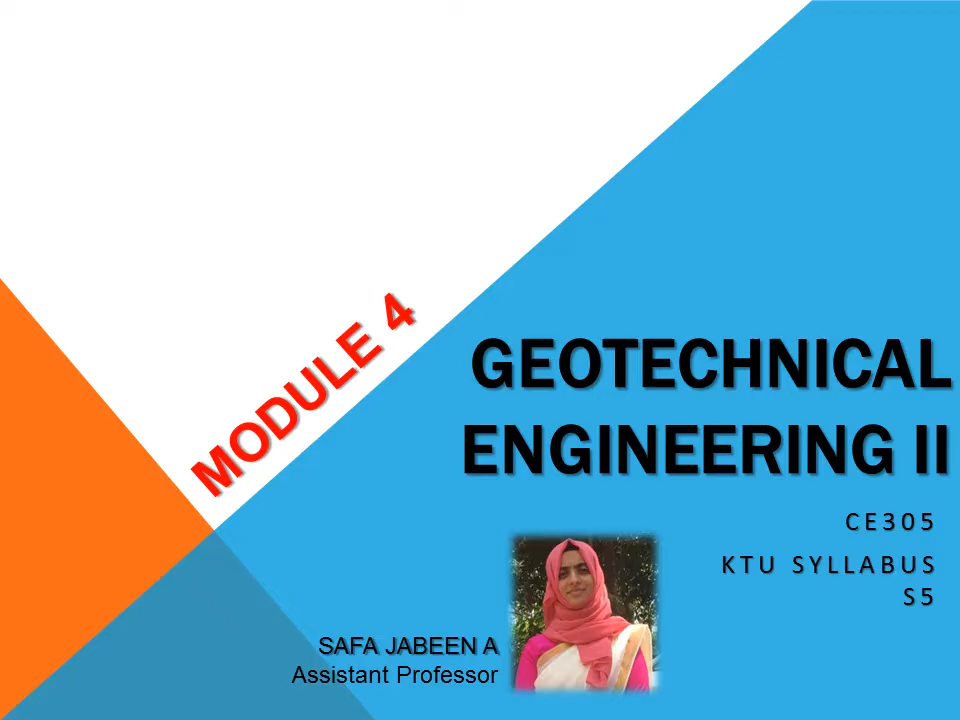 MODULE 4
GEOTECHNICAL
ENGINEERING II
CE305
KTU SYLLABUS
S5
SAFA JABEEN A
Assistant Professor